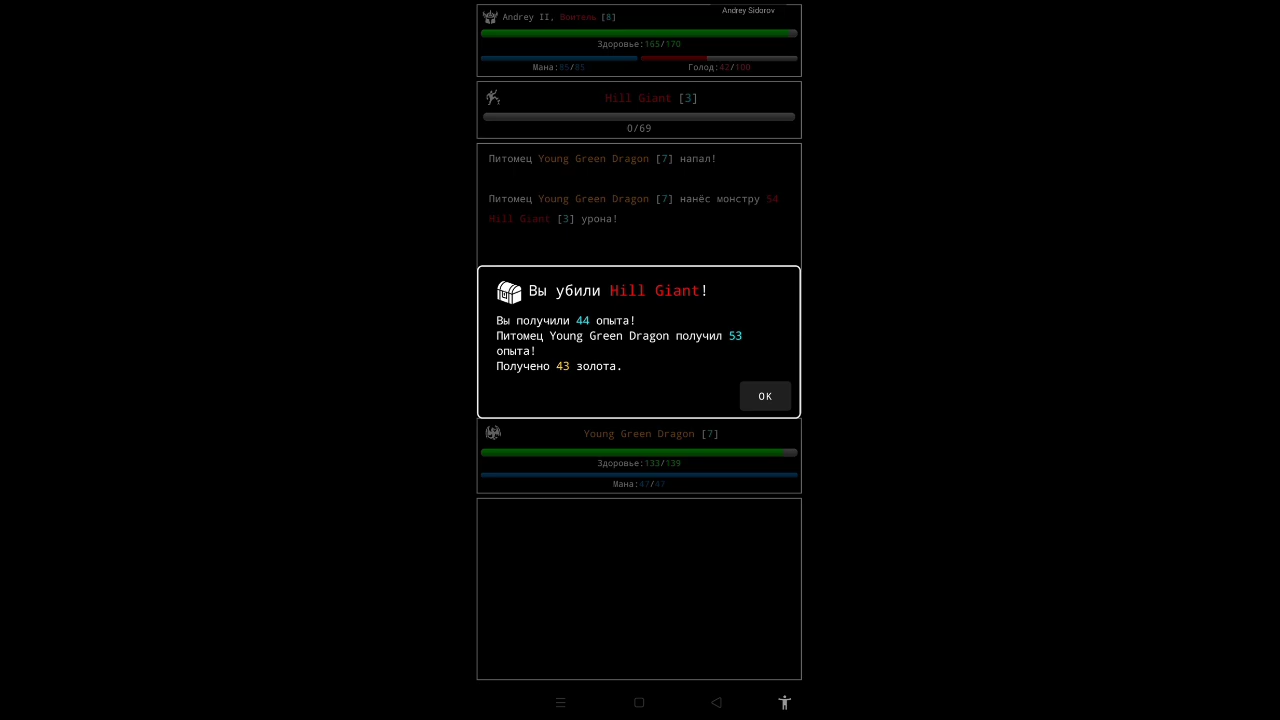 Andrey Sidorov
Andrey II, Воитель [8]
Здоровье:165/170
Мана:85/85
Голод:42/100
Hill Giant [3]
0/69
Питомец Young Green Dragon [7] напал!
Питомец Young Green Dragon [7] нанёс монстру 54
Hill Giant [3] урона!
Вы убили Hill Giant!
Вы получили 44 опыта!
Питомец Young Green Dragon получил 53
опыта!
Получено 43 золота.
OK
Young Green Dragon [7]
Здоровье:133/139
Мана:47/47